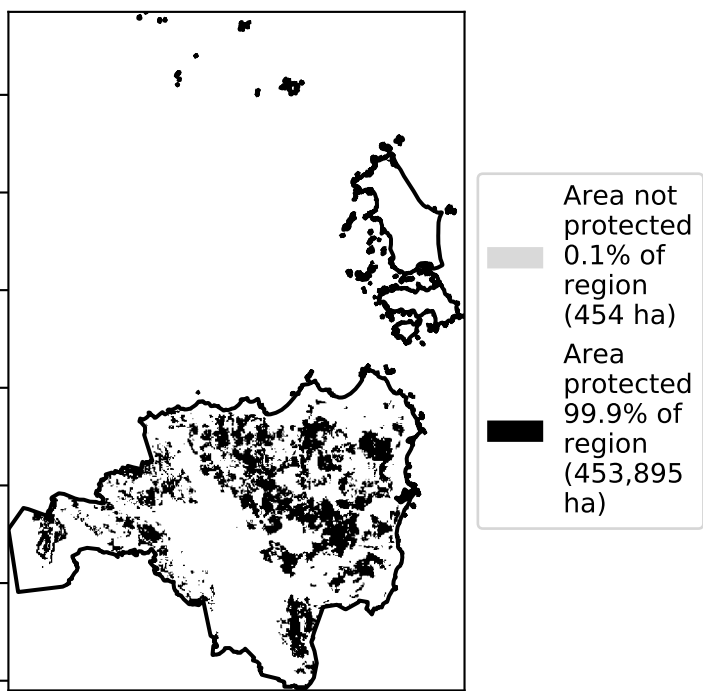 Area not
protected
0.1% of
region
(454 ha)
Area
protected
99.9% of
region
(453,895
ha)